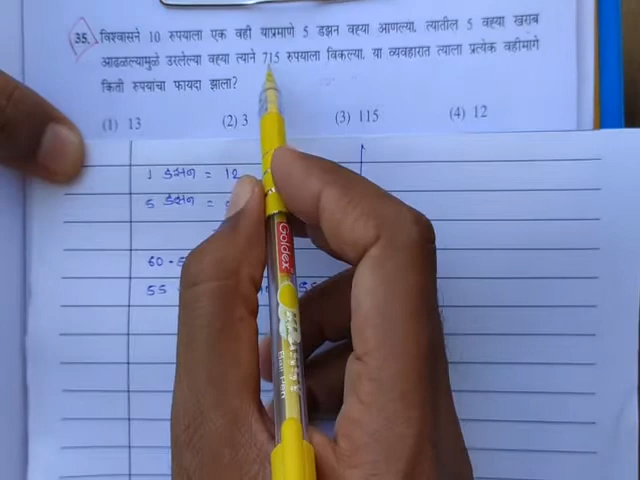 35. विश्वासने 10 रुपयाला एक वही याप्रमाणे 5 डझन वह्या आणल्या. त्यातील 5 वह्या खराब
आढळल्यामुळे उरलेल्या वह्या त्याने 715 रुपयाला विकल्या. या व्यवहारात त्याला प्रत्येक वहीमागे
किती रुपयांचा फायदा झाला?
(1) 13 (2) 3 (3) 115 (4) 12
1 डझन = 12
5 डझन =
60 -
55
Goldex